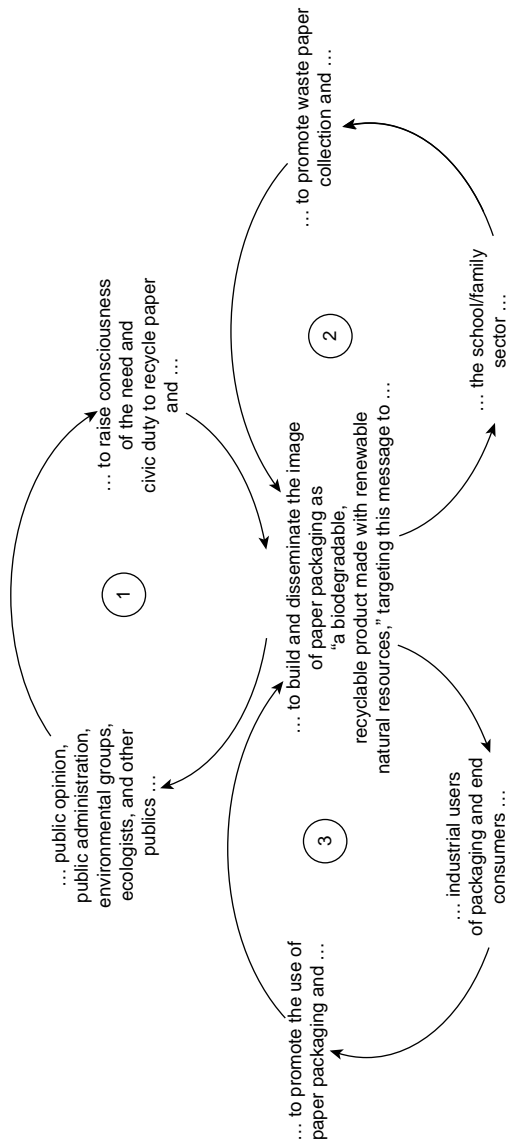 … public opinion,
public administration,
environmental groups,
ecologists, and other
publics …
1
… to raise consciousness
of the need and
civic duty to recycle paper
and …
… to promote the use of
paper packaging and …
3
… to build and disseminate the image
of paper packaging as
“a biodegradable,
recyclable product made with renewable
natural resources,” targeting this message to …
2
… to promote waste paper
collection and …
… industrial users
of packaging and end
consumers …
… the school/family
sector …